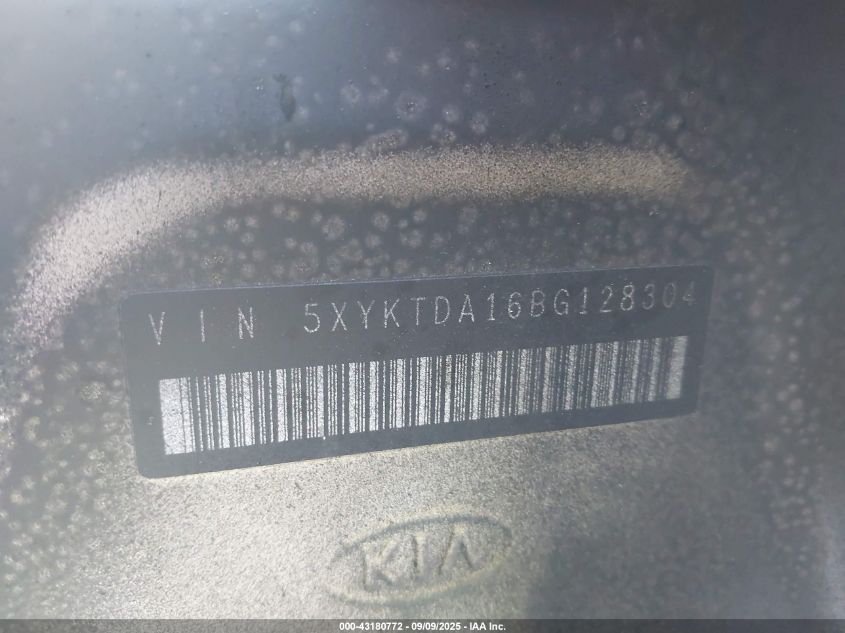 VIN 5XYKTDA16BG128304
KIA
000-43180772 - 09/09/2025 - IAA Inc.